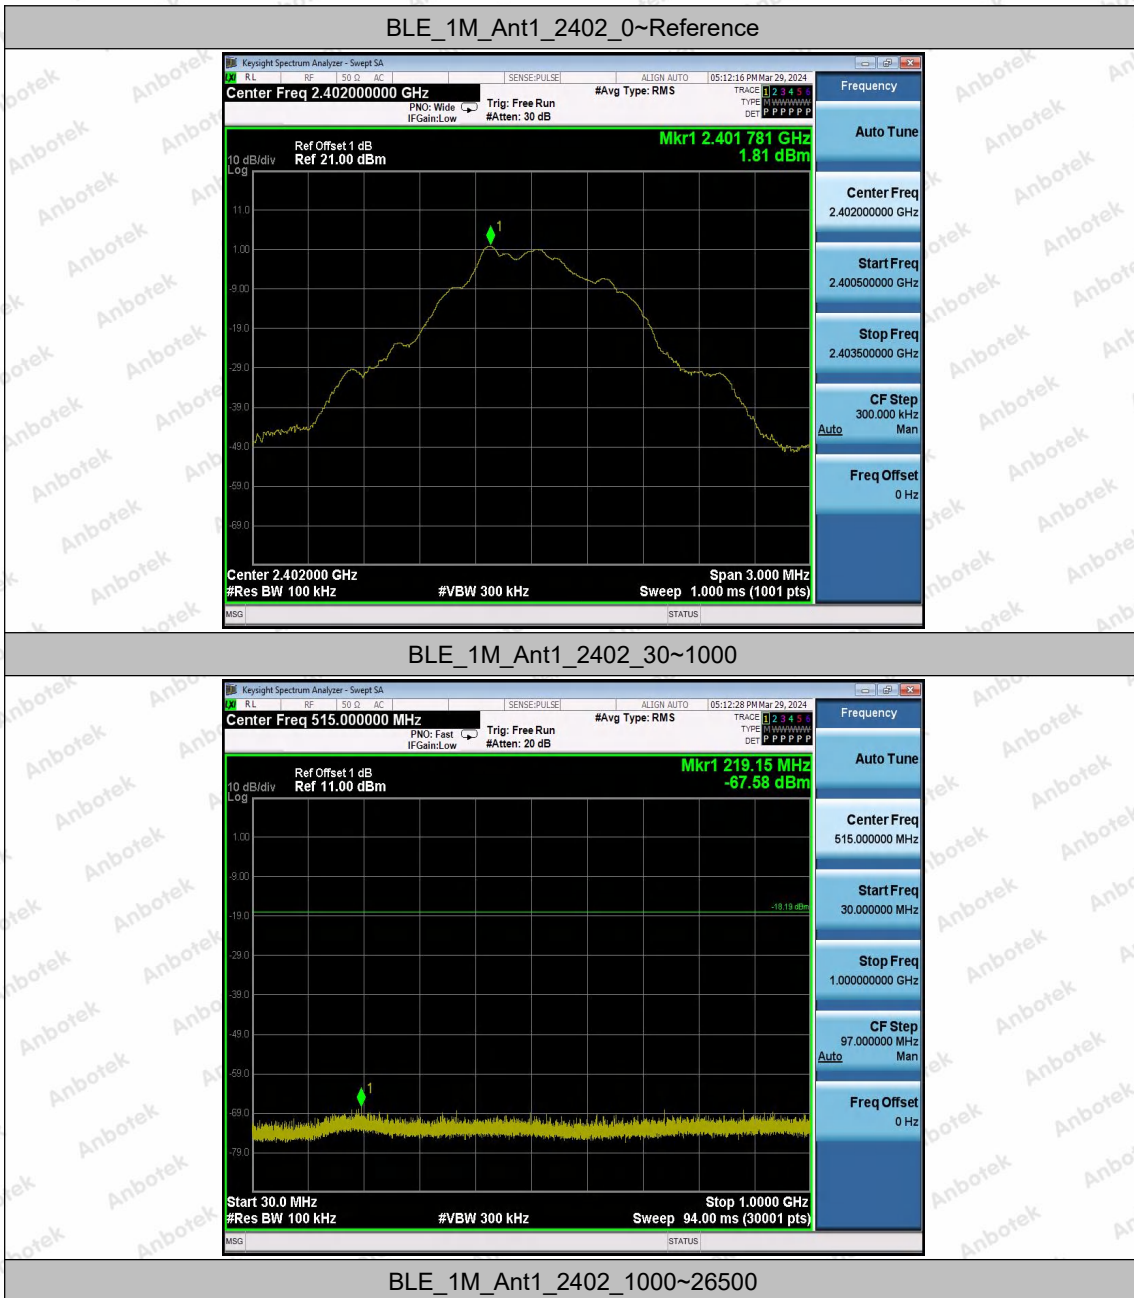 BLE_1M_Ant1_2402_0~Reference
Keysight Spectrum Analyzer - Swept SA
LXI RL RF 50 Ω AC SENSE:PULSE ALIGN AUTO 05:12:16 PM Mar 29, 2024
Center Freq 2.402000000 GHz #Avg Type: RMS TRACE 1 2 3 4 5 6
PNO: Wide Trig: Free Run TYPE M WWWWW
IFGain:Low #Atten: 30 dB DET P P P P P P
Mkr1 2.401 781 GHz
1.81 dBm
Ref Offset 1 dB
10 dB/div Ref 21.00 dBm
Log
11.0
1
1.00
-9.00
-19.0
-29.0
-39.0
-49.0
-59.0
-69.0
Center 2.402000 GHz Span 3.000 MHz
#Res BW 100 kHz #VBW 300 kHz Sweep 1.000 ms (1001 pts)
MSG STATUS
Frequency
Auto Tune
Center Freq
2.402000000 GHz
Start Freq
2.400500000 GHz
Stop Freq
2.403500000 GHz
CF Step
300.000 kHz
Auto Man
Freq Offset
0 Hz
BLE_1M_Ant1_2402_30~1000
Keysight Spectrum Analyzer - Swept SA
LXI RL RF 50 Ω AC SENSE:PULSE ALIGN AUTO 05:12:28 PM Mar 29, 2024
Center Freq 515.000000 MHz #Avg Type: RMS TRACE 1 2 3 4 5 6
PNO: Fast Trig: Free Run TYPE M WWWWW
IFGain:Low #Atten: 20 dB DET P P P P P P
Mkr1 219.15 MHz
-67.58 dBm
Ref Offset 1 dB
10 dB/div Ref 11.00 dBm
Log
1.00
-9.00
-18.19 dBm
-19.0
-29.0
-39.0
-49.0
-59.0
1
-69.0
-79.0
Start 30.0 MHz Stop 1.0000 GHz
#Res BW 100 kHz #VBW 300 kHz Sweep 94.00 ms (30001 pts)
MSG STATUS
Frequency
Auto Tune
Center Freq
515.000000 MHz
Start Freq
30.000000 MHz
Stop Freq
1.000000000 GHz
CF Step
97.000000 MHz
Auto Man
Freq Offset
0 Hz
BLE_1M_Ant1_2402_1000~26500